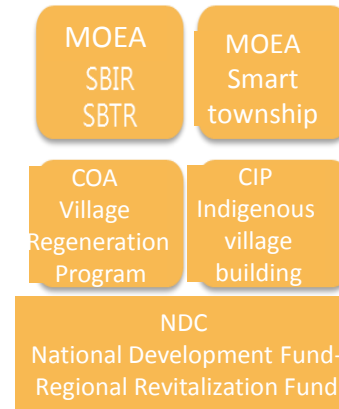 MOEA
SBIR
SBTR
MOEA
Smart
township
COA
Village
Regeneration
Program
CIP
Indigenous
village
building
NDC
National Development Fund-
Regional Revitalization Fund